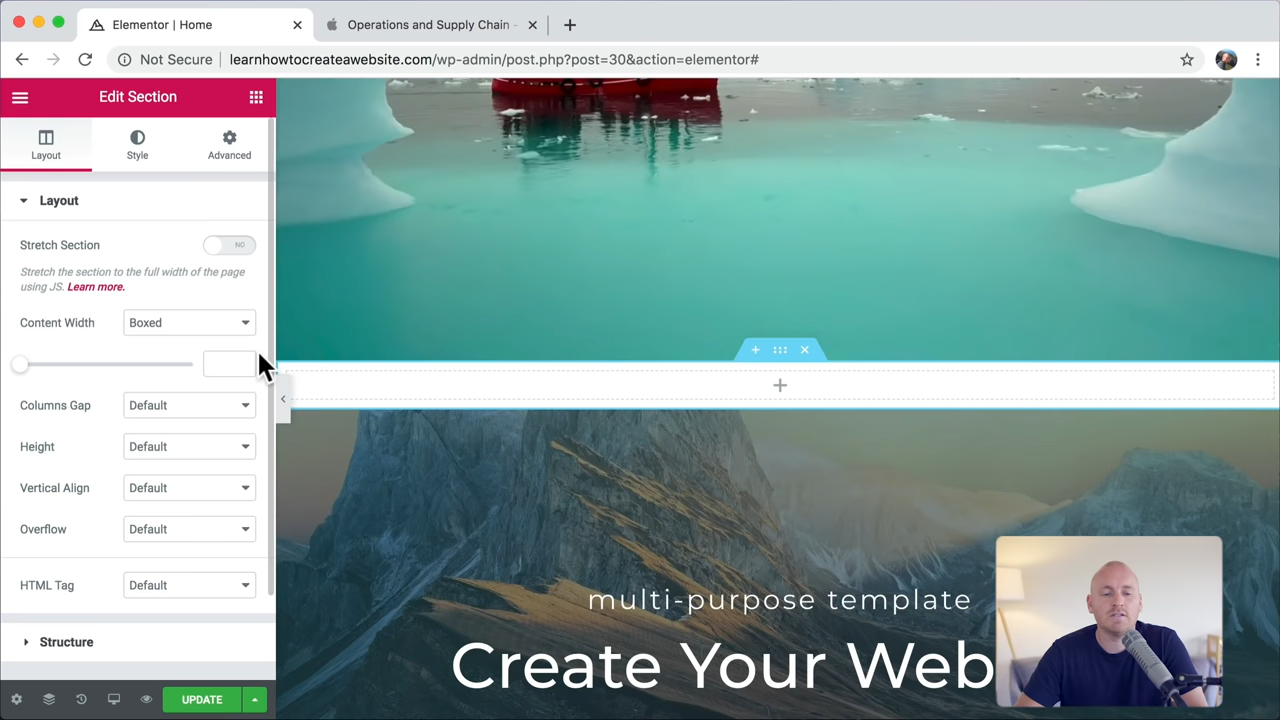 Elementor | Home
Operations and Supply Chain -
Not Secure
learnhowtocreateawebsite.com/wp-admin/post.php?post=30&action=elementor#
Edit Section
Layout
Style
Advanced
Layout
Stretch Section
NO
Stretch the section to the full width of the page
using JS. Learn more.
Content Width
Boxed
Columns Gap
Default
Height
Default
Vertical Align
Default
Overflow
Default
HTML Tag
Default
Structure
UPDATE
multi-purpose template
Create Your Web